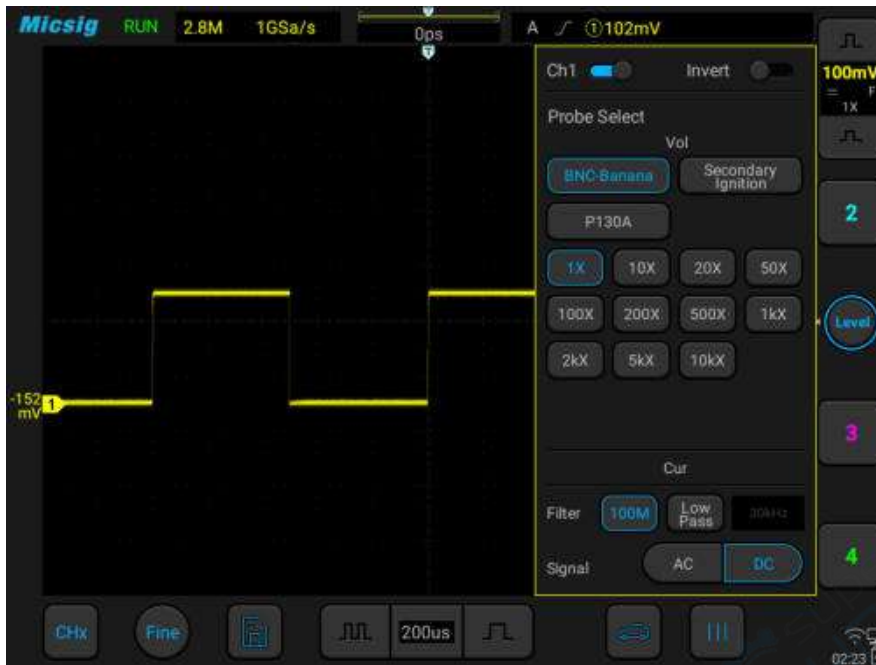 Micsig RUN 2.8M 1GSa/s 0ps A ①102mV
T
Ch1 Invert
100mV
F
1X
Probe Select
Vol
BNC-Banana Secondary Ignition
P130A
2
1X 10X 20X 50X
100X 200X 500X 1kX
Level
2kX 5kX 10kX
-152
mV
1
3
Cur
Filter 100M Low Pass 30kHz
Signal AC DC
4
CHx Fine 200us
02:23